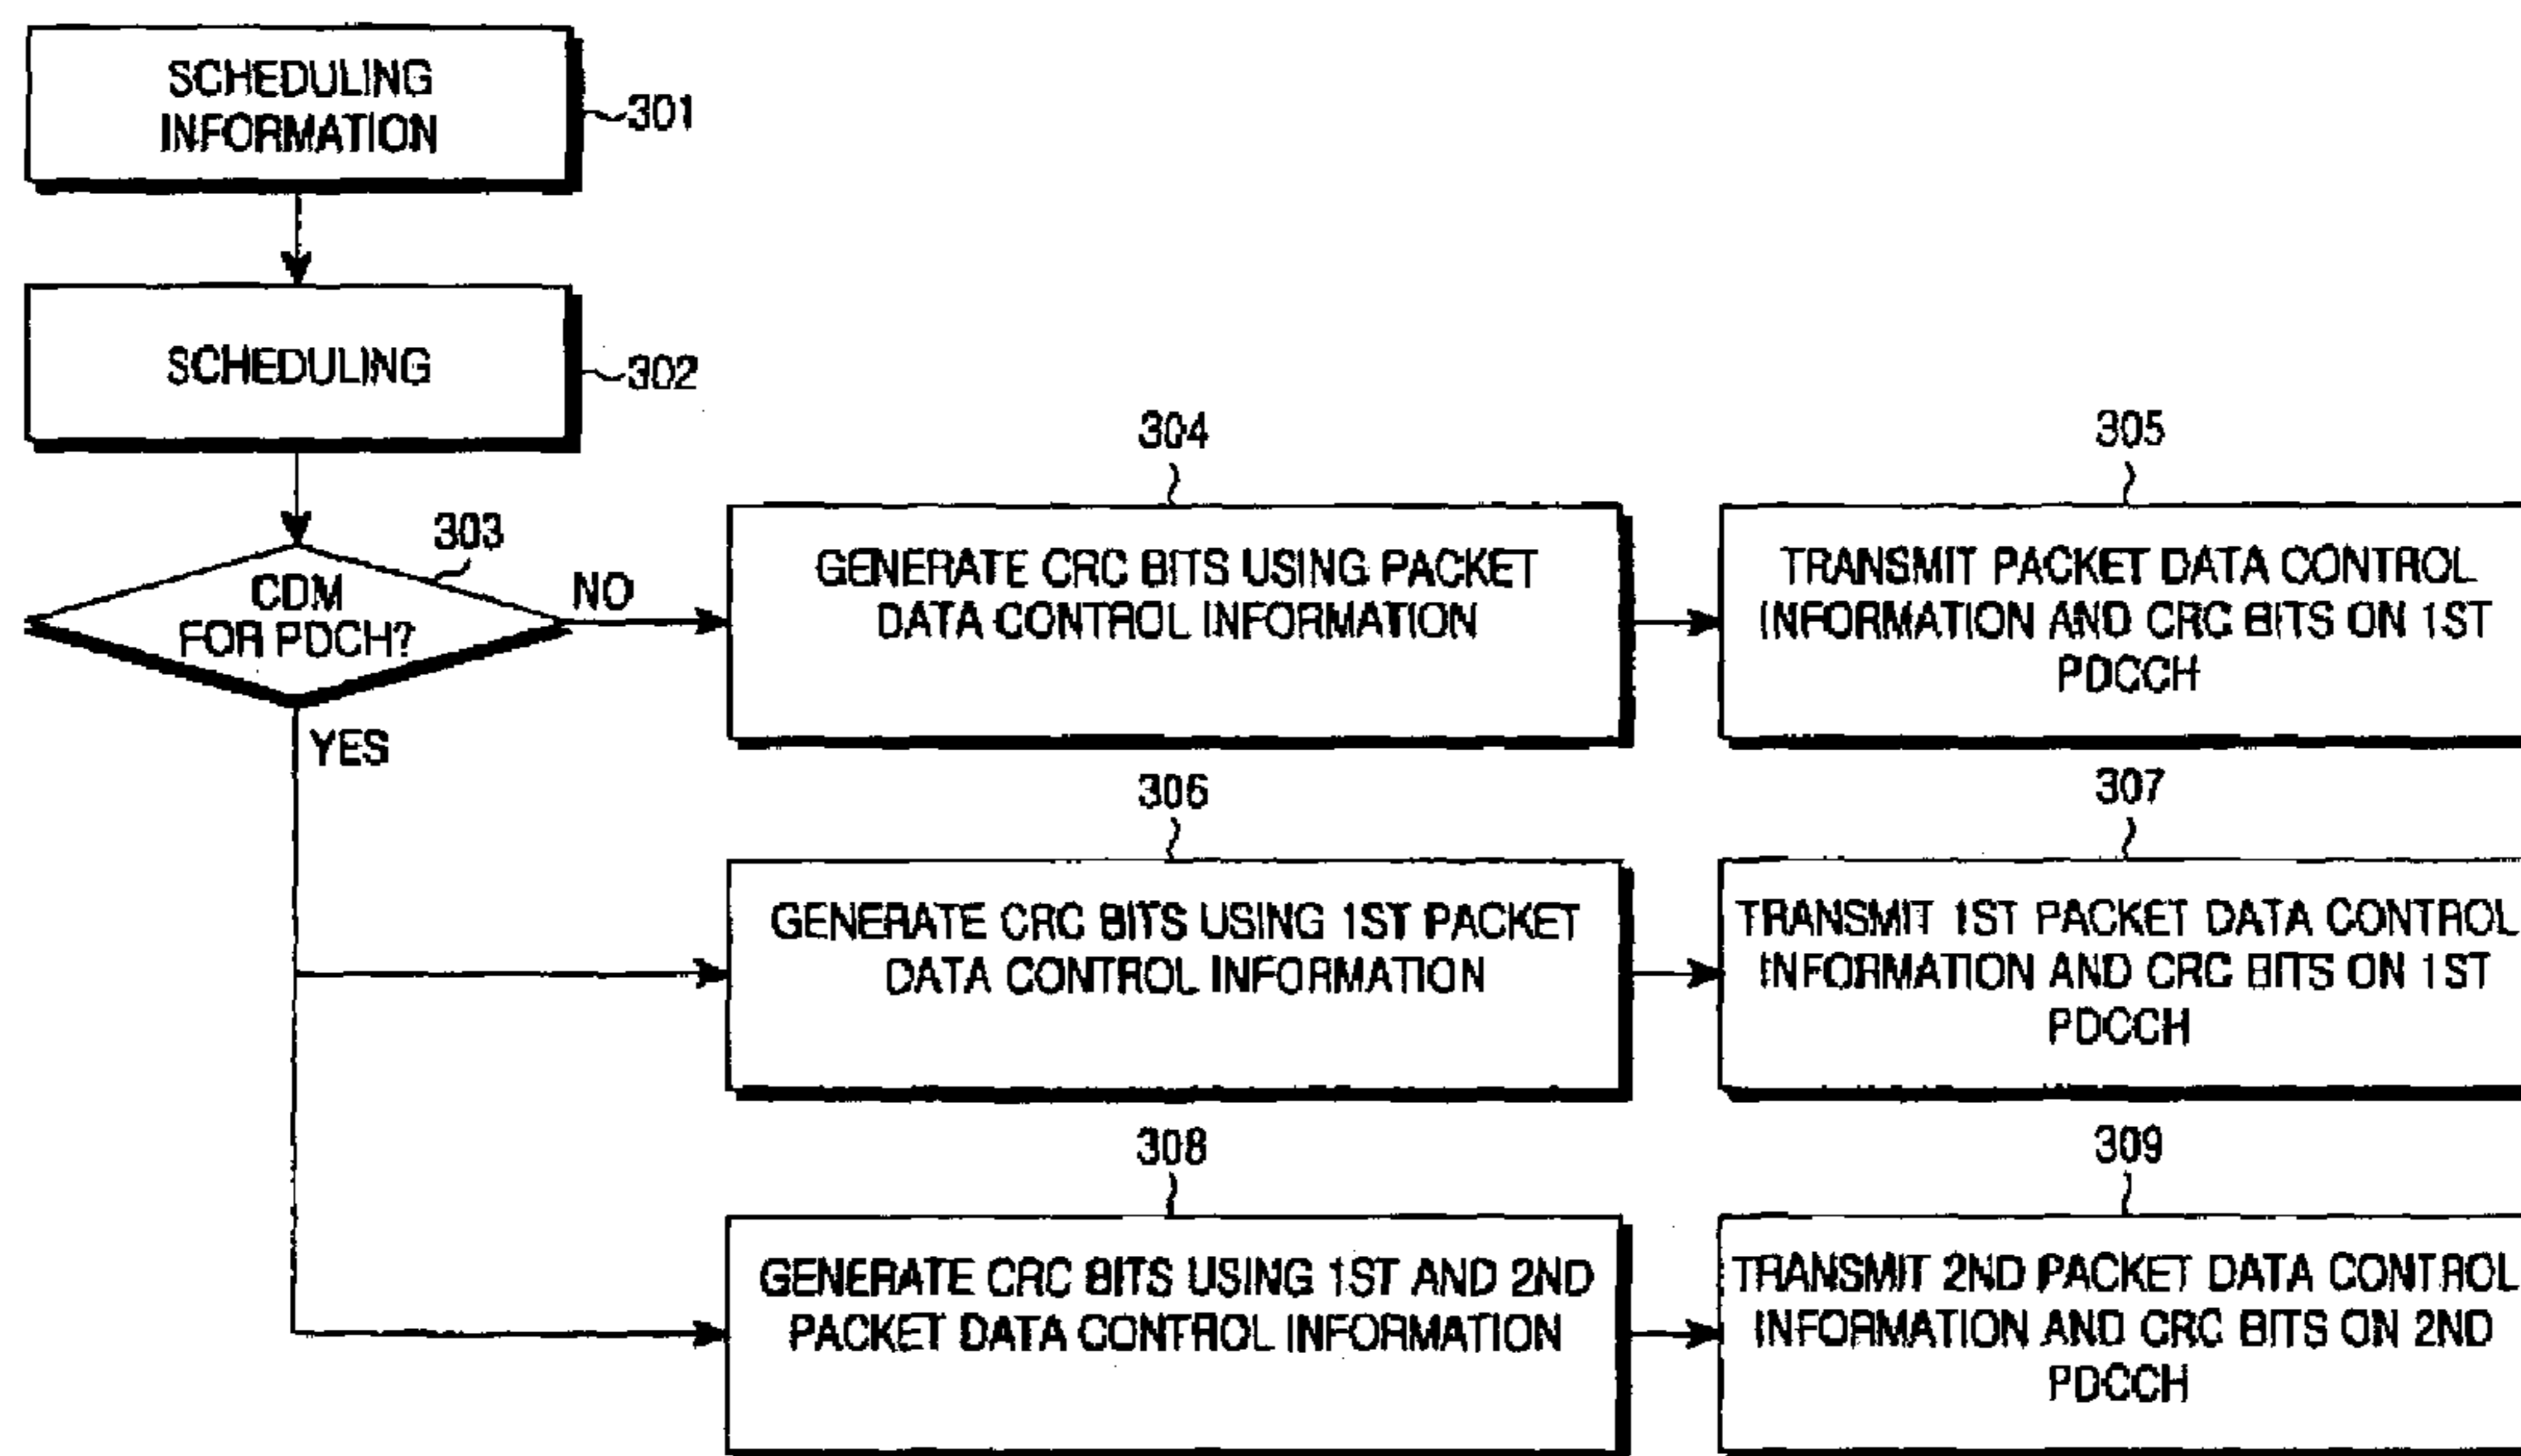 SCHEDULING
INFORMATION
301
SCHEDULING
302
303
CDM
FOR PDCH?
NO
YES
304
GENERATE CRC BITS USING PACKET
DATA CONTROL INFORMATION
305
TRANSMIT PACKET DATA CONTROL
INFORMATION AND CRC BITS ON 1ST
PDCCH
306
GENERATE CRC BITS USING 1ST PACKET
DATA CONTROL INFORMATION
307
TRANSMIT 1ST PACKET DATA CONTROL
INFORMATION AND CRC BITS ON 1ST
PDCCH
308
GENERATE CRC BITS USING 1ST AND 2ND
PACKET DATA CONTROL INFORMATION
309
TRANSMIT 2ND PACKET DATA CONTROL
INFORMATION AND CRC BITS ON 2ND
PDCCH